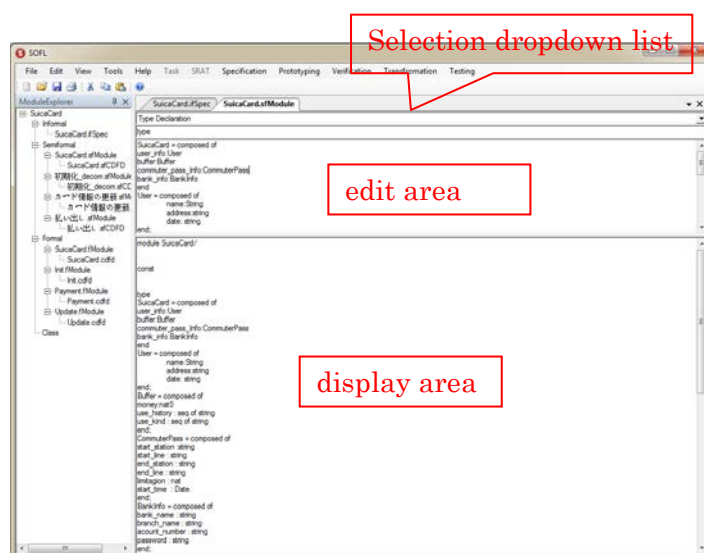 Selection dropdown list
SOFL
File Edit View Tools Help Task SRAT Specification Prototyping Verification Transformation Testing
ModuleExplorer
SuicaCard.ifSpec SuicaCard.sfModule
SuicaCard
Informal
SuicaCard.ifSpec
Semiformal
SuicaCard.sfModule
SuicaCard.sfCDFD
初期化_decom.sfModule
初期化_decom.sfCD
カード情報の更新.sfM
カード情報の更新
払い出し.sfModule
払い出し.sfCDFD
Formal
SuicaCard.fModule
SuicaCard.cdfd
Init.fModule
Init.cdfd
Payment.fModule
Payment.cdfd
Update.fModule
Update.cdfd
Class
Type Declaration
type
SuicaCard = composed of
user_info:User
buffer:Buffer
commuter_pass_Info:CommuterPass
bank_info:BankInfo
end
User = composed of
name:String
address:string
date: string
end;
edit area
module SuicaCard/
const
type
SuicaCard = composed of
user_info:User
buffer:Buffer
commuter_pass_Info:CommuterPass
bank_info:BankInfo
end
User = composed of
name:String
address:string
date: string
end;
Buffer = composed of
money:nat0
use_history : seq of string
use_kind : seq of string
end;
CommuterPass = composed of
start_station :string
start_line : string
end_station : string
end_line : string
limitagion : nat
start_time : Date
end;
BankInfo = composed of
bank_name : string
branch_name : string
acount_number : string
password : string
end;
display area